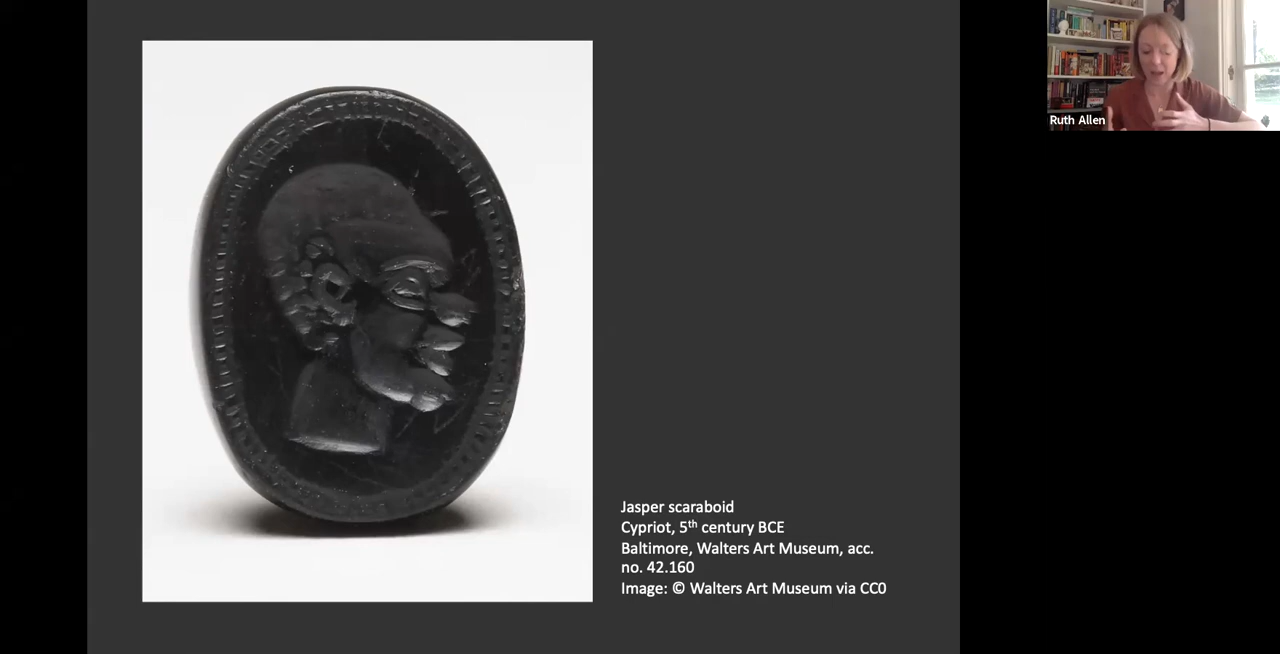 Ruth Allen
Jasper scaraboid
Cypriot, 5th century BCE
Baltimore, Walters Art Museum, acc.
no. 42.160
Image: © Walters Art Museum via CC0